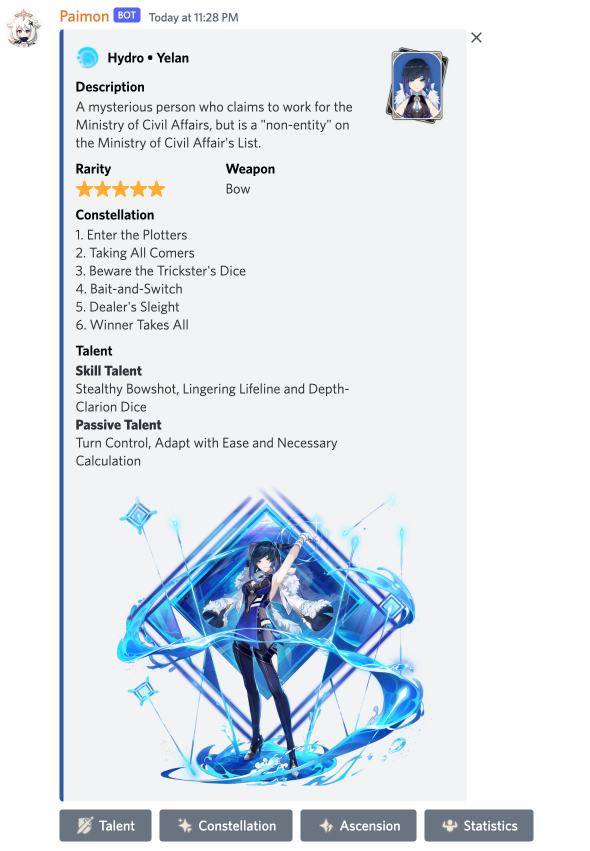 Paimon BOT Today at 11:28 PM
Hydro • Yelan
Description
A mysterious person who claims to work for the
Ministry of Civil Affairs, but is a "non-entity" on
the Ministry of Civil Affair's List.
Rarity Weapon
Bow
Constellation
1. Enter the Plotters
2. Taking All Comers
3. Beware the Trickster's Dice
4. Bait-and-Switch
5. Dealer's Sleight
6. Winner Takes All
Talent
Skill Talent
Stealthy Bowshot, Lingering Lifeline and Depth-
Clarion Dice
Passive Talent
Turn Control, Adapt with Ease and Necessary
Calculation
Talent Constellation Ascension Statistics